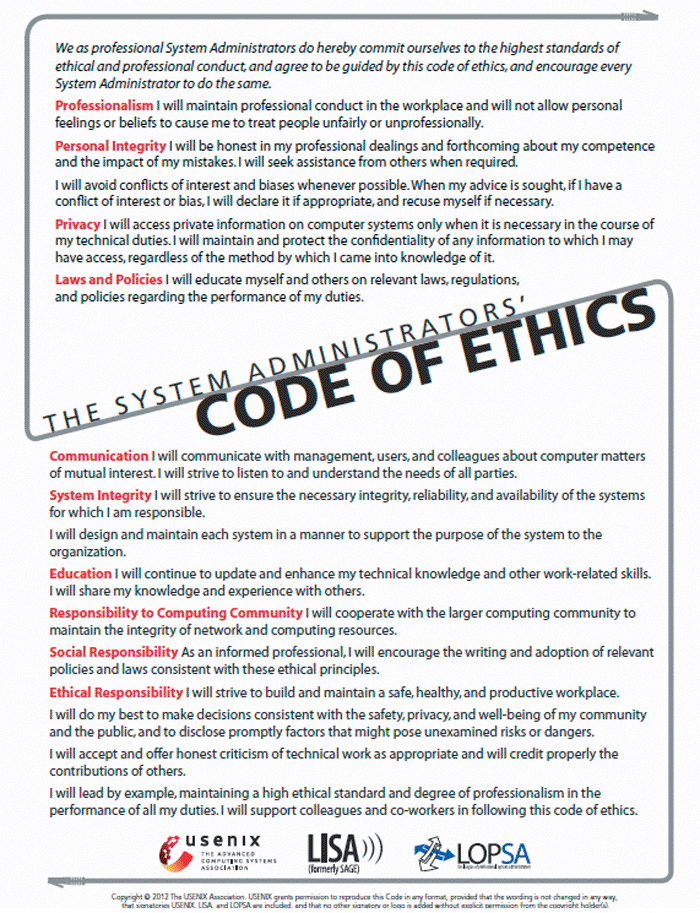 We as professional System Administrators do hereby commit ourselves to the highest standards of
ethical and professional conduct, and agree to be guided by this code of ethics, and encourage every
System Administrator to do the same.
Professionalism I will maintain professional conduct in the workplace and will not allow personal
feelings or beliefs to cause me to treat people unfairly or unprofessionally.
Personal Integrity I will be honest in my professional dealings and forthcoming about my competence
and the impact of my mistakes. I will seek assistance from others when required.
I will avoid conflicts of interest and biases whenever possible. When my advice is sought, if I have a
conflict of interest or bias, I will declare it if appropriate, and recuse myself if necessary.
Privacy I will access private information on computer systems only when it is necessary in the course of
my technical duties. I will maintain and protect the confidentiality of any information to which I may
have access, regardless of the method by which I came into knowledge of it.
Laws and Policies I will educate myself and others on relevant laws, regulations,
and policies regarding the performance of my duties.
THE SYSTEM ADMINISTRATORS'
CODE OF ETHICS
Communication I will communicate with management, users, and colleagues about computer matters
of mutual interest. I will strive to listen to and understand the needs of all parties.
System Integrity I will strive to ensure the necessary integrity, reliability, and availability of the systems
for which I am responsible.
I will design and maintain each system in a manner to support the purpose of the system to the
organization.
Education I will continue to update and enhance my technical knowledge and other work-related skills.
I will share my knowledge and experience with others.
Responsibility to Computing Community I will cooperate with the larger computing community to
maintain the integrity of network and computing resources.
Social Responsibility As an informed professional, I will encourage the writing and adoption of relevant
policies and laws consistent with these ethical principles.
Ethical Responsibility I will strive to build and maintain a safe, healthy, and productive workplace.
I will do my best to make decisions consistent with the safety, privacy, and well-being of my community
and the public, and to disclose promptly factors that might pose unexamined risks or dangers.
I will accept and offer honest criticism of technical work as appropriate and will credit properly the
contributions of others.
I will lead by example, maintaining a high ethical standard and degree of professionalism in the
performance of all my duties. I will support colleagues and co-workers in following this code of ethics.
usenix
THE ADVANCED
COMPUTING SYSTEMS
ASSOCIATION
LISA
(formerly SAGE)
LOPSA
Copyright © 2012 The USENIX Association. USENIX grants permission to reproduce this Code in any format, provided that the wording is not changed in any way,
that signatories USENIX, LISA, and LOPSA are included, and that no other signatory or logo is added without explicit permission from the copyright holder(s).